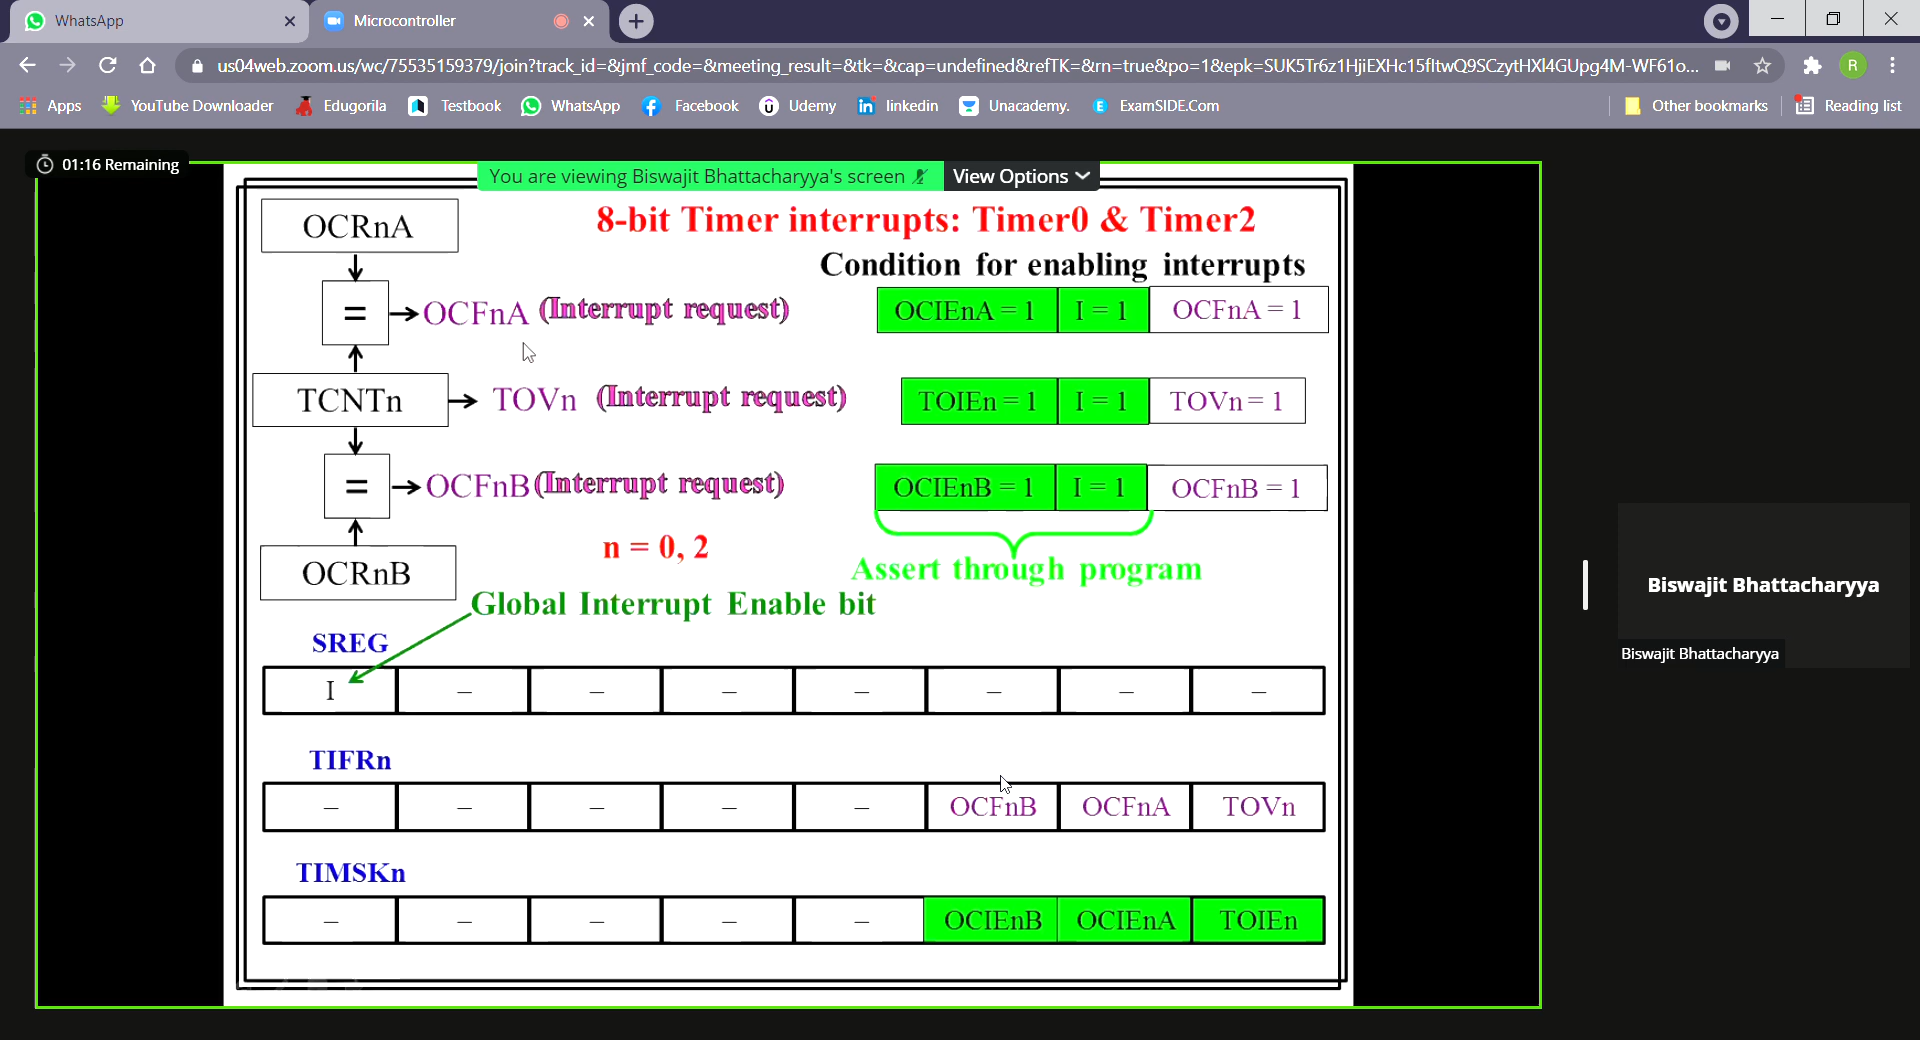 WhatsApp
Microcontroller
us04web.zoom.us/wc/75535159379/join?track_id=&jmf_code=&meeting_result=&tk=&cap=undefined&refTK=&rn=true&po=1&epk=
R
Apps
YouTube Downloader
Edugorila
Testbook
WhatsApp
Facebook
Udemy
linkedin
Unacademy.
ExamSIDE.Com
Other bookmarks
Reading list
01:16 Remaining
You are viewing Biswajit Bhattacharyya's screen
View Options
8-bit Timer interrupts: Timer0 & Timer2
Condition for enabling interrupts
OCRnA
=
OCFnA (Interrupt request)
OCIEnA = 1 I = 1 OCFnA = 1
TCNTn
TOVn (Interrupt request)
TOIEn = 1 I = 1 TOVn = 1
=
OCFnB (Interrupt request)
OCIEnB = 1 I = 1 OCFnB = 1
OCRnB
n = 0, 2
Assert through program
Global Interrupt Enable bit
SREG
I – – – – – – –
TIFRn
– – – – – OCFnB OCFnA TOVn
TIMSKn
– – – – – OCIEnB OCIEnA TOIEn
Biswajit Bhattacharyya
Biswajit Bhattacharyya